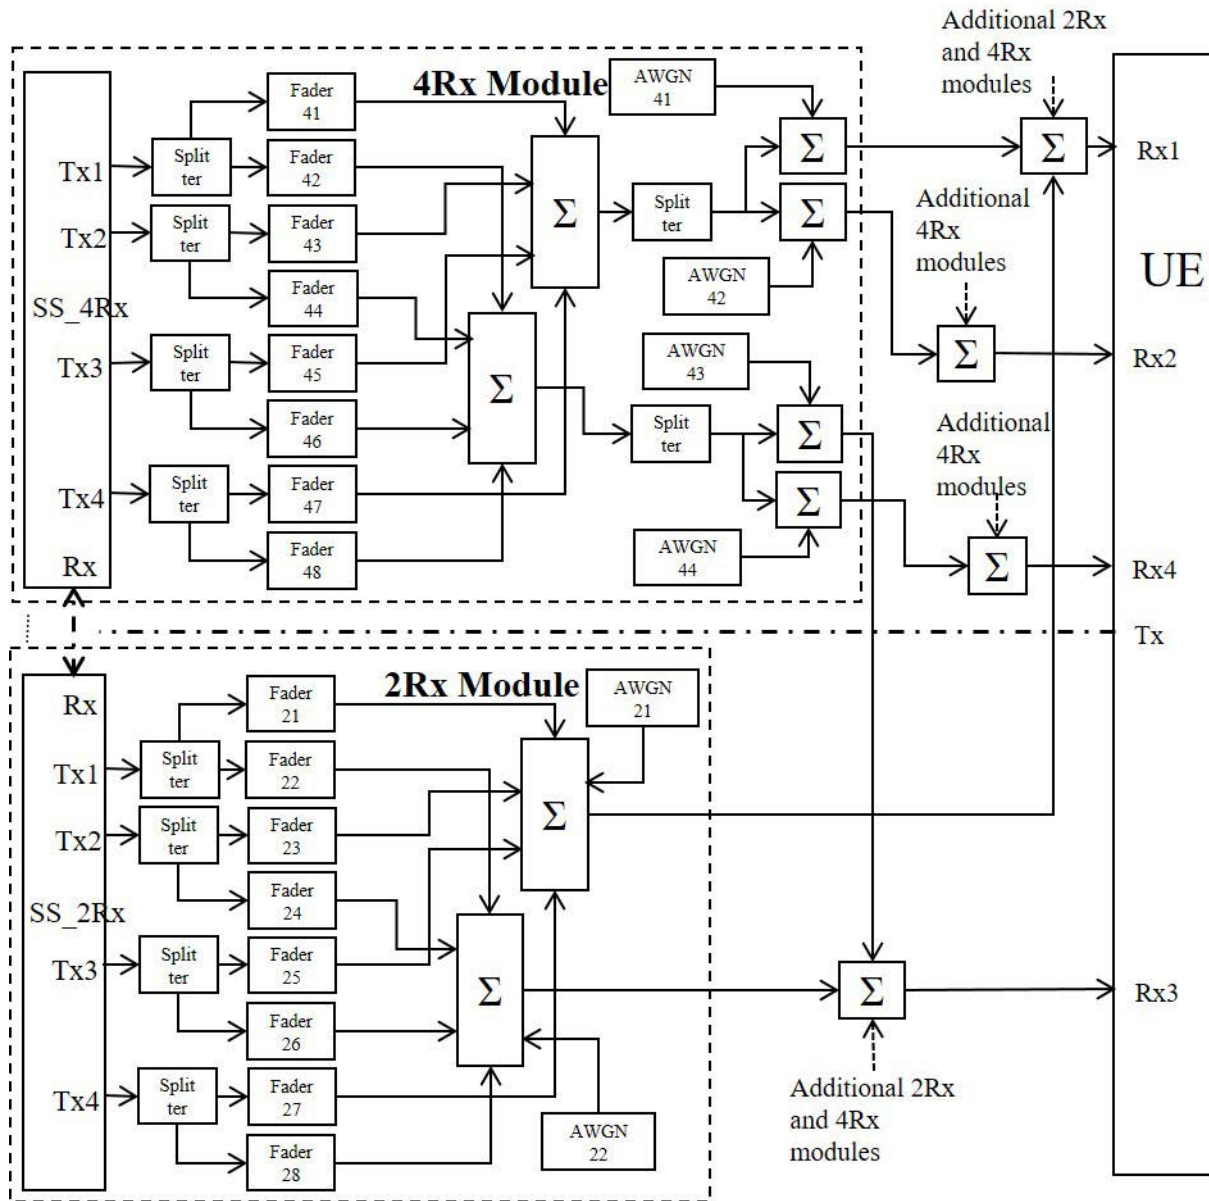 Additional 2Rx
and 4Rx
modules
4Rx Module
AWGN
41
Fader
41
Tx1
Split
ter
Fader
42
Σ
Σ
Σ
Rx1
Tx2
Split
ter
Fader
43
Split
ter
Σ
Additional
4Rx
modules
UE
SS_4Rx
Fader
44
AWGN
42
Tx3
Split
ter
Fader
45
Σ
AWGN
43
Σ
Rx2
Fader
46
Split
ter
Σ
Additional
4Rx
modules
Tx4
Split
ter
Fader
47
Σ
Rx
Fader
48
AWGN
44
Σ
Rx4
Tx
2Rx Module
AWGN
21
Rx
Fader
21
Tx1
Split
ter
Fader
22
Tx2
Split
ter
Fader
23
Σ
SS_2Rx
Fader
24
Tx3
Split
ter
Fader
25
Σ
Σ
Rx3
Fader
26
Additional 2Rx
and 4Rx
modules
Tx4
Split
ter
Fader
27
AWGN
22
Fader
28